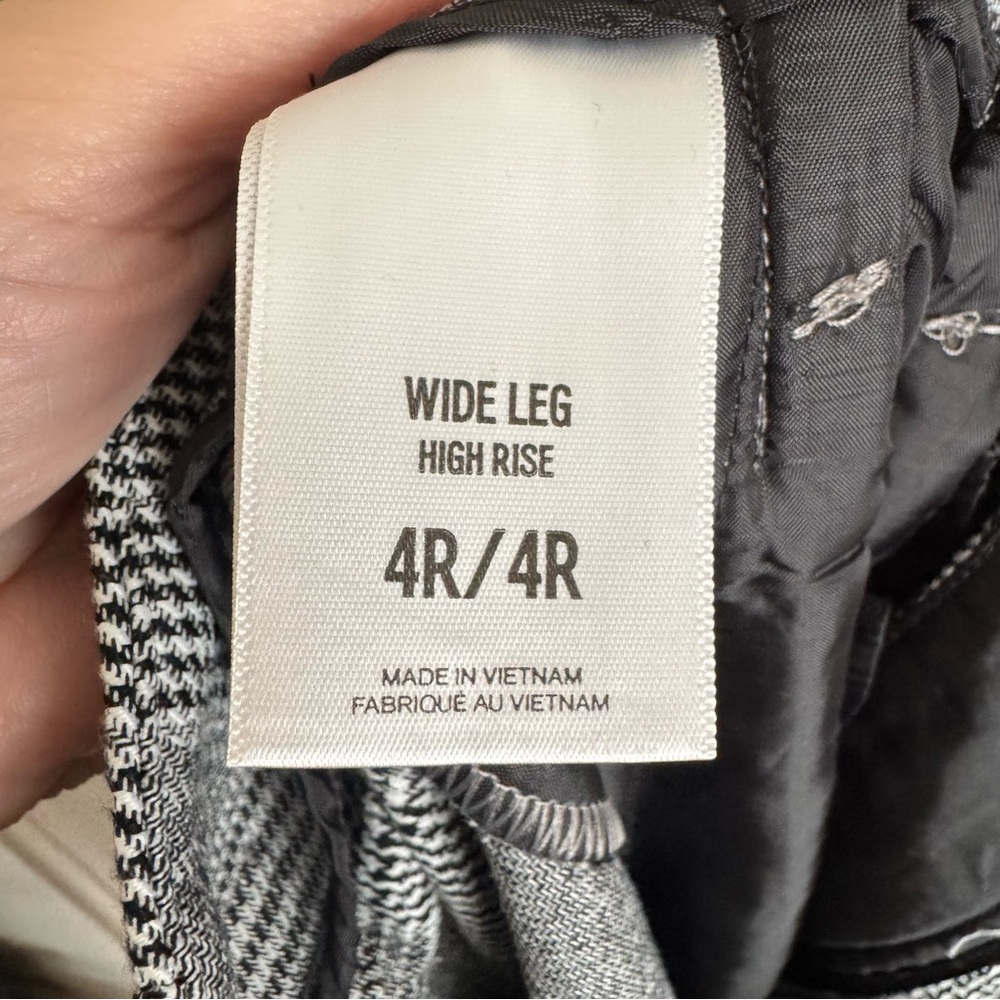 WIDE LEG
HIGH RISE
4R/4R
MADE IN VIETNAM
FABRIQUÉ AU VIETNAM